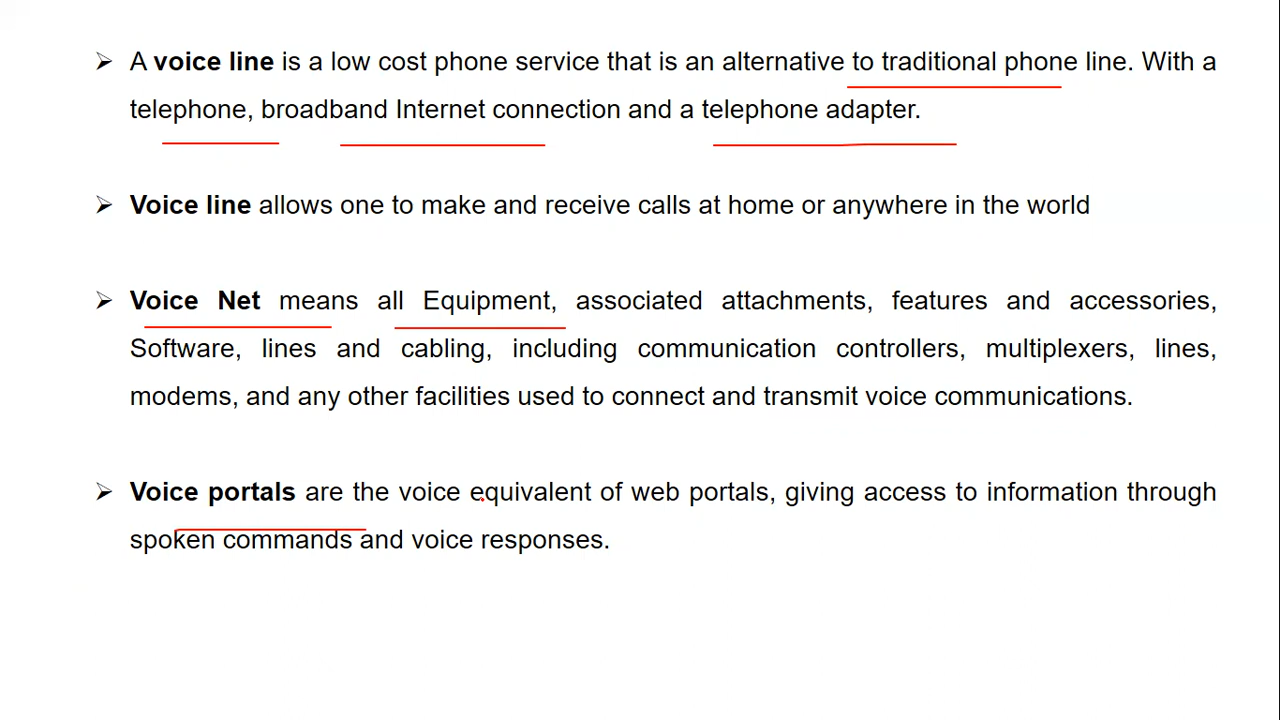 ➢ A voice line is a low cost phone service that is an alternative to traditional phone line. With a
telephone, broadband Internet connection and a telephone adapter.
➢ Voice line allows one to make and receive calls at home or anywhere in the world
➢ Voice Net means all Equipment, associated attachments, features and accessories,
Software, lines and cabling, including communication controllers, multiplexers, lines,
modems, and any other facilities used to connect and transmit voice communications.
➢ Voice portals are the voice equivalent of web portals, giving access to information through
spoken commands and voice responses.